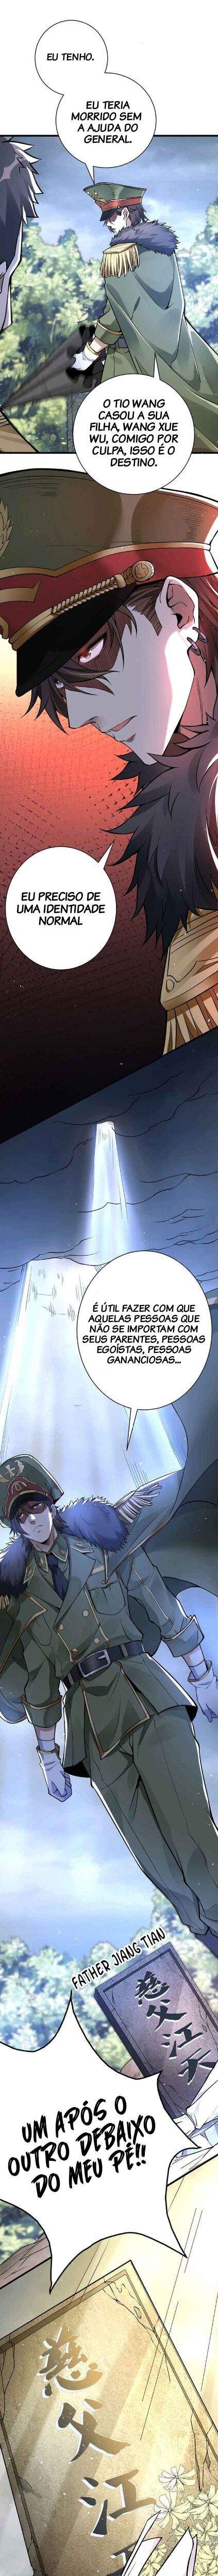 EU TENHO.
EU TERIA
MORRIDO SEM
A AJUDA DO
GENERAL.
O TIO WANG
CASOU A SUA
FILHA, WANG XUE
WU, COMIGO POR
CULPA, ISSO É O
DESTINO.
EU PRECISO DE
UMA IDENTIDADE
NORMAL
É ÚTIL FAZER COM QUE
AQUELAS PESSOAS QUE
NÃO SE IMPORTAM COM
SEUS PARENTES, PESSOAS
EGOÍSTAS, PESSOAS
GANANCIOSAS...
FATHER JIANG TIAN
慈父江天
UM APÓS O
OUTRO DEBAIXO
DO MEU PÉ!!
慈父江天